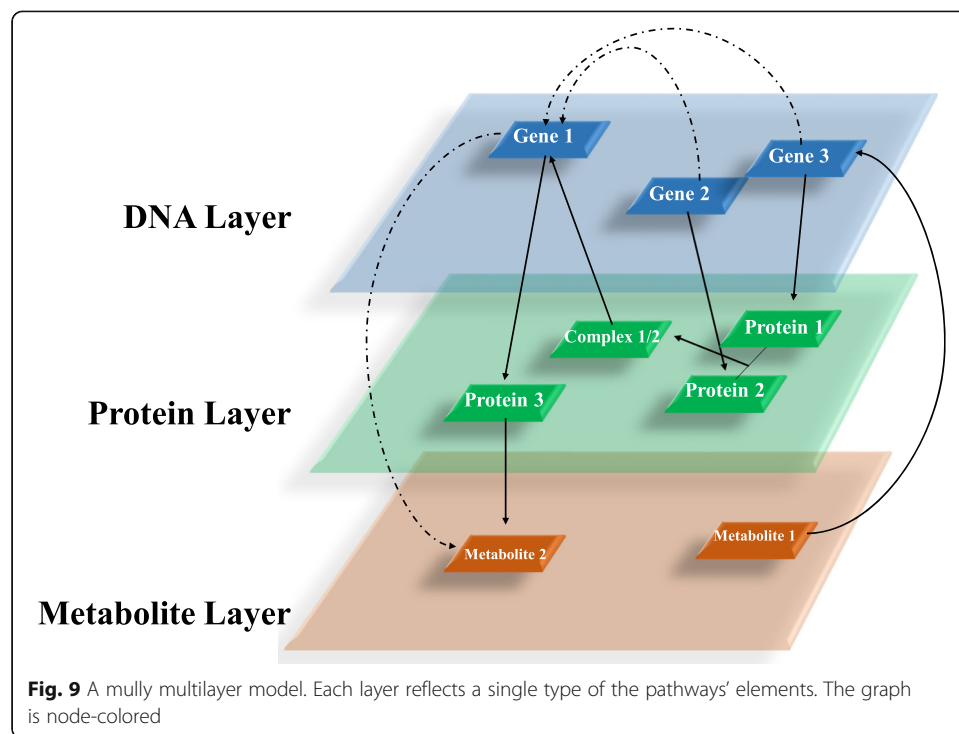 Gene 1
Gene 3
Gene 2
DNA Layer
Protein 1
Complex 1/2
Protein 2
Protein 3
Protein Layer
Metabolite 1
Metabolite 2
Metabolite Layer
Fig. 9 A mully multilayer model. Each layer reflects a single type of the pathways’ elements. The graph
is node-colored